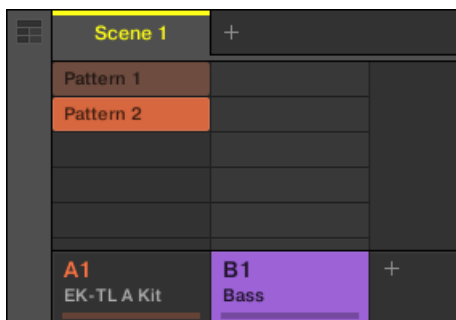 Scene 1 +
Pattern 1
Pattern 2
A1 B1 +
EK-TL A Kit Bass